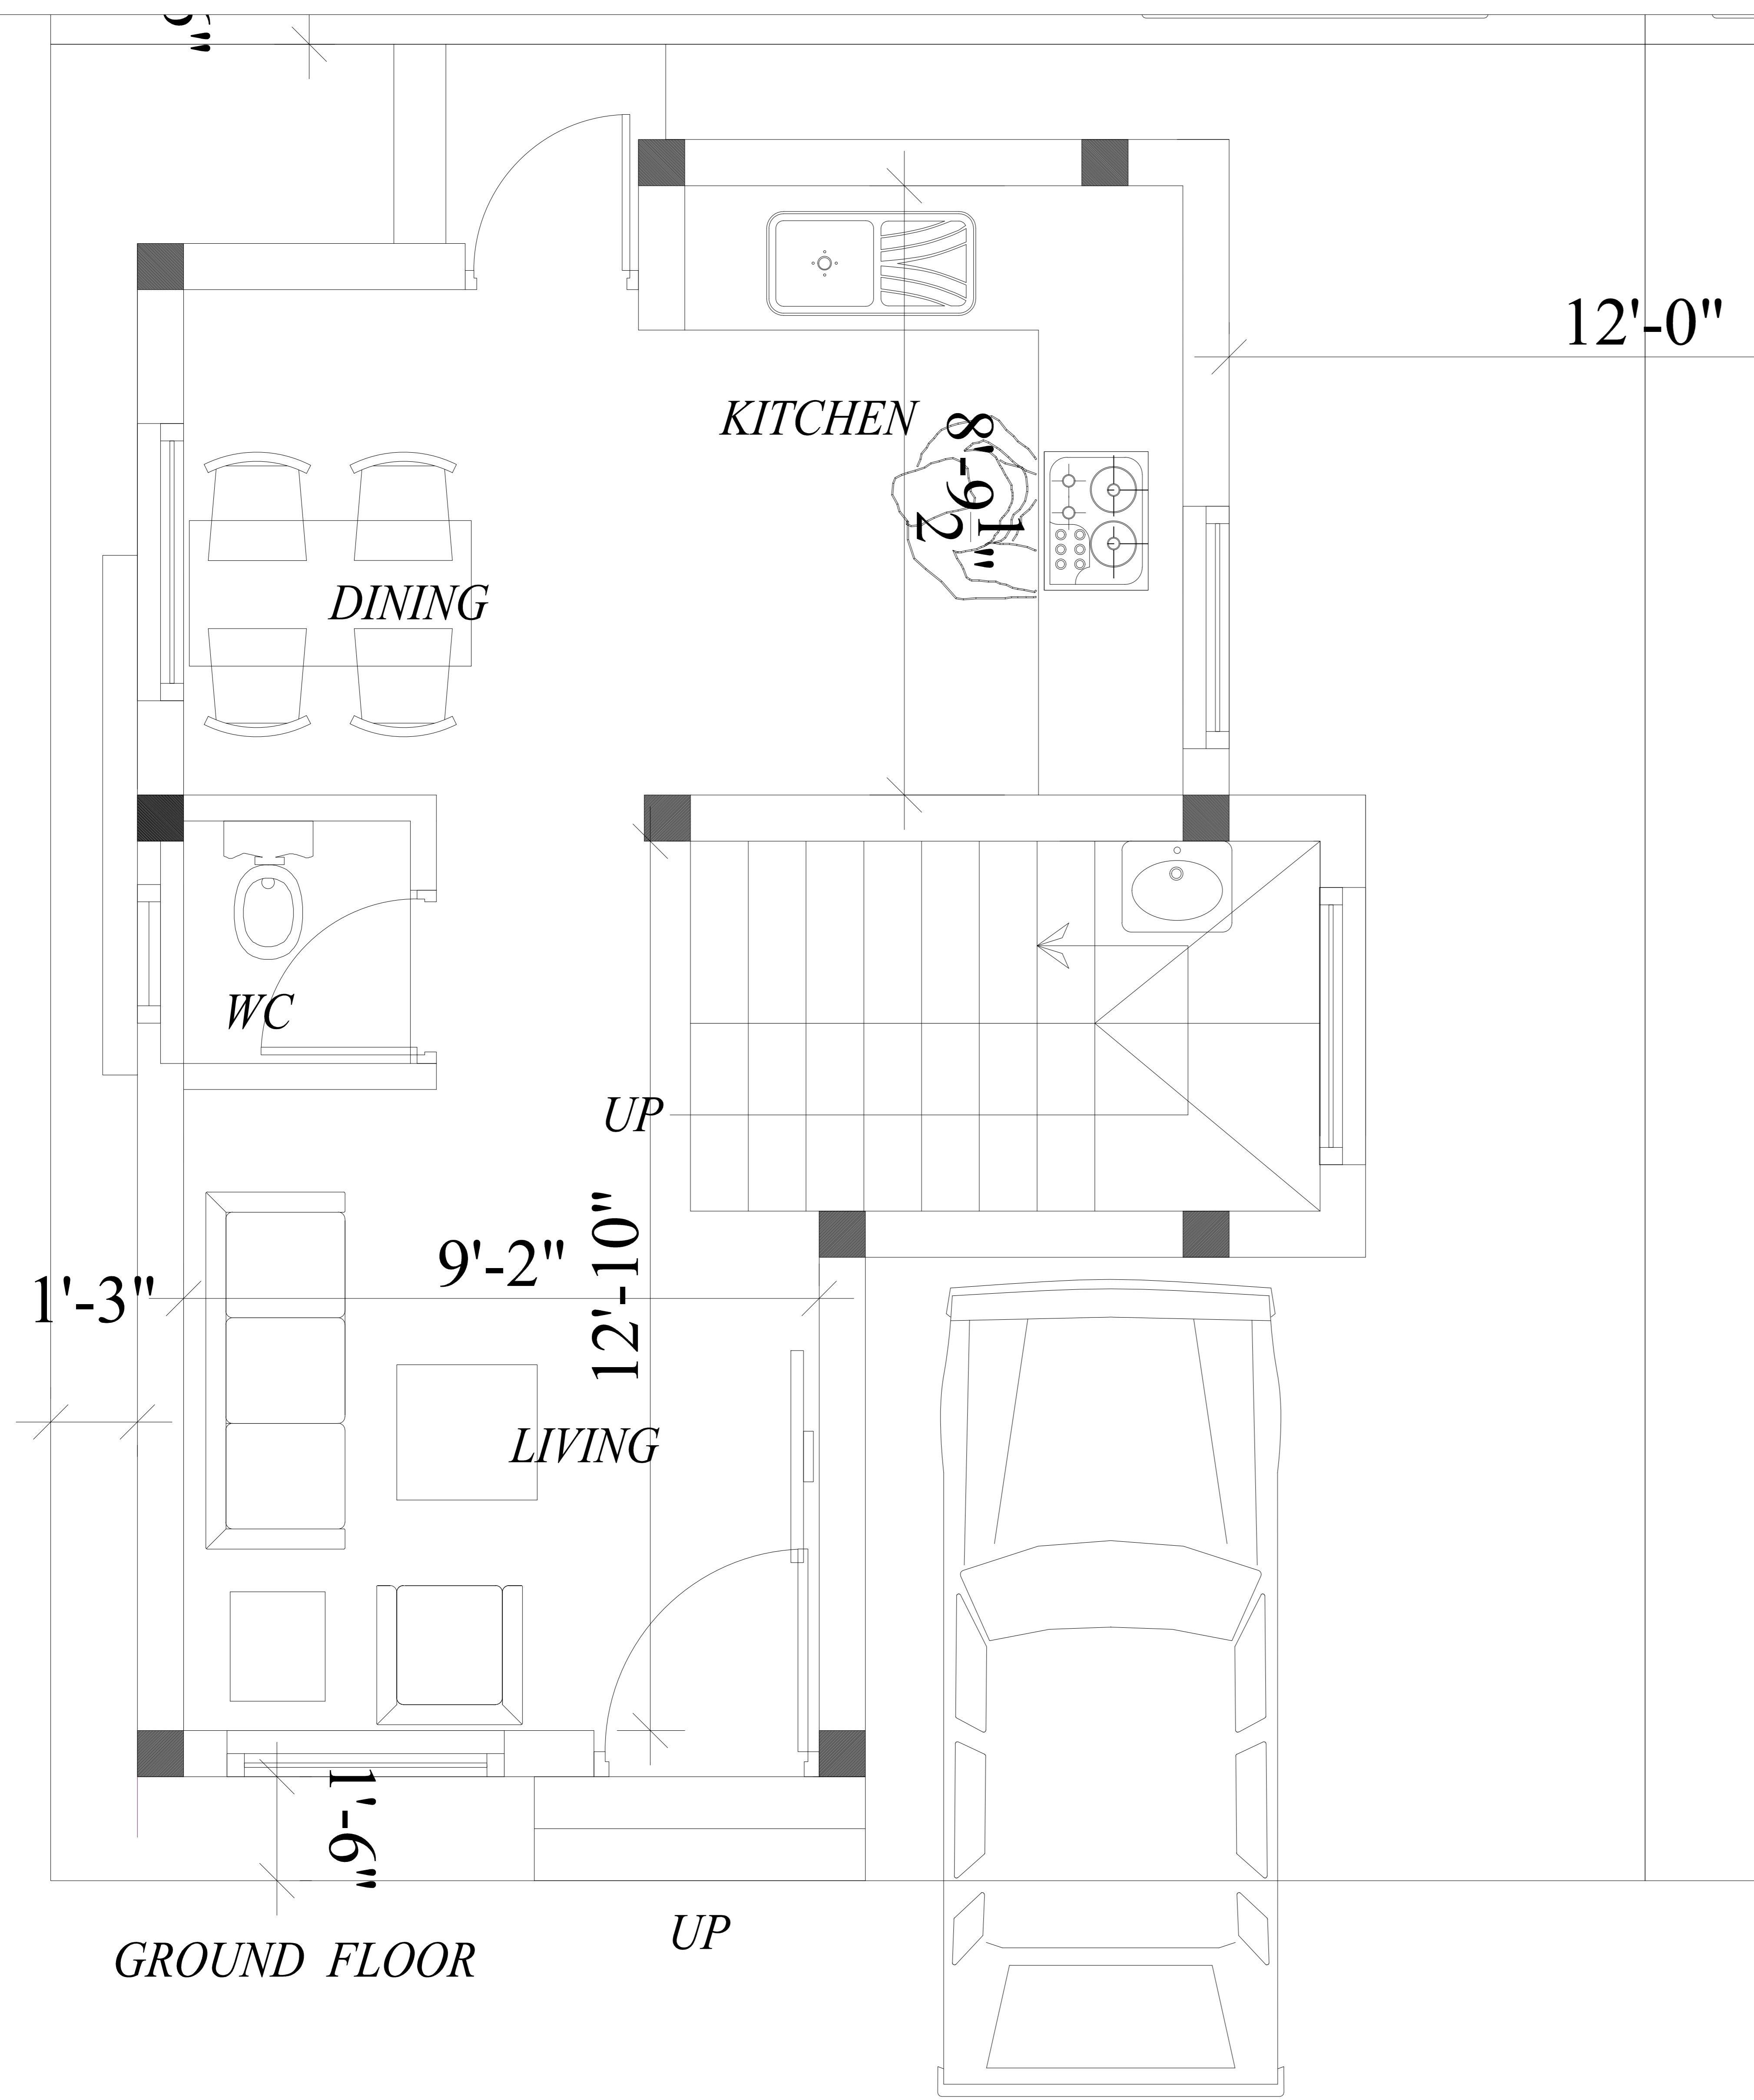 12'-0"
KITCHEN
8'-9 1/2"
DINING
WC
UP
9'-2"
12'-10"
1'-3"
LIVING
1'-9"
UP
GROUND FLOOR